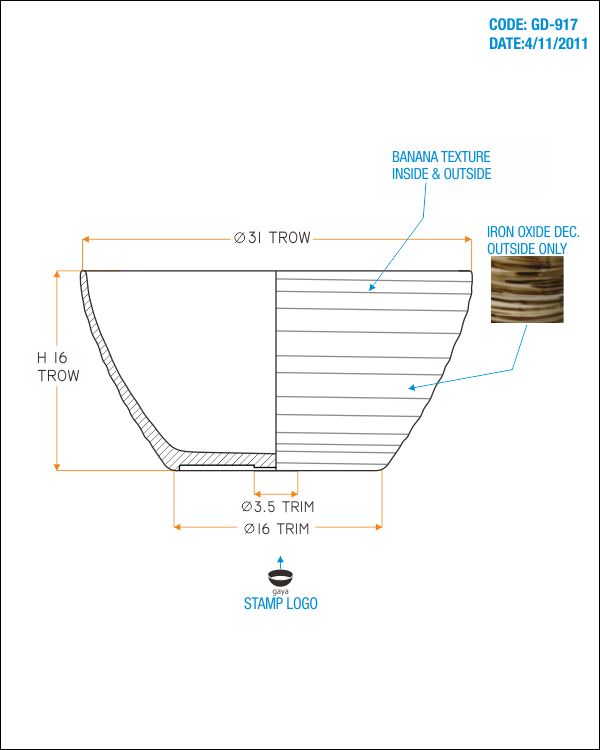 CODE: GD-917
DATE:4/11/2011
BANANA TEXTURE
INSIDE & OUTSIDE
IRON OXIDE DEC.
OUTSIDE ONLY
Ø31 TROW
H 16
TROW
Ø3.5 TRIM
Ø16 TRIM
gaya
STAMP LOGO